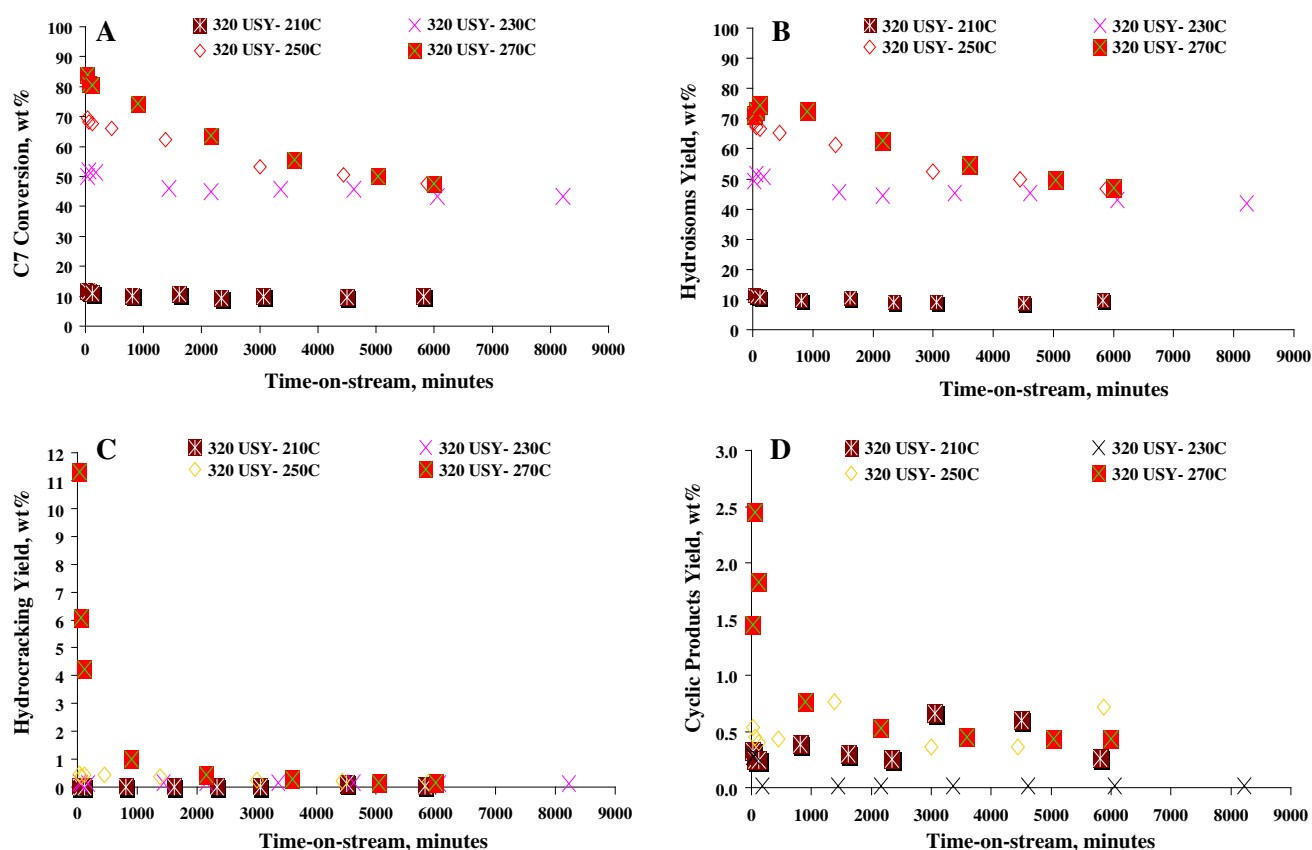 A
320 USY- 210C
320 USY- 230C
320 USY- 250C
320 USY- 270C
C7 Conversion, wt%
100
90
80
70
60
50
40
30
20
10
0
0 1000 2000 3000 4000 5000 6000 7000 8000 9000
Time-on-stream, minutes
B
320 USY- 210C
320 USY- 230C
320 USY- 250C
320 USY- 270C
Hydroisoms Yield, wt%
100
90
80
70
60
50
40
30
20
10
0
0 1000 2000 3000 4000 5000 6000 7000 8000 9000
Time-on-stream, minutes
C
320 USY- 210C
320 USY- 230C
320 USY- 250C
320 USY- 270C
Hydrocracking Yield, wt%
12
11
10
9
8
7
6
5
4
3
2
1
0
0 1000 2000 3000 4000 5000 6000 7000 8000 9000
Time-on-stream, minutes
D
320 USY- 210C
320 USY- 230C
320 USY- 250C
320 USY- 270C
Cyclic Products Yield, wt%
3.0
2.5
2.0
1.5
1.0
0.5
0.0
0 1000 2000 3000 4000 5000 6000 7000 8000 9000
Time-on-stream, minutes